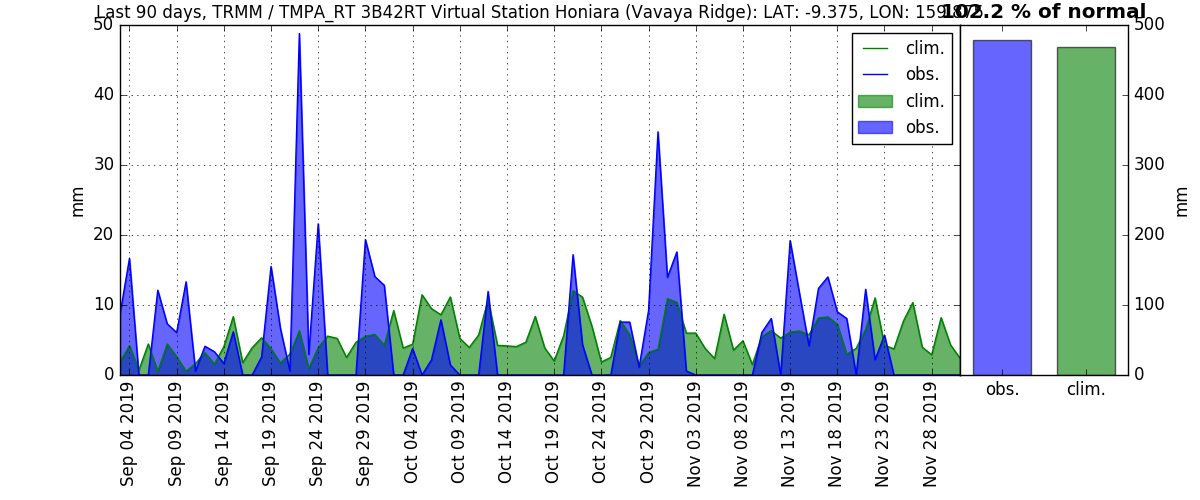 Last 90 days, TRMM / TMPA_RT 3B42RT Virtual Station Honiara (Vavaya Ridge): LAT: -9.375, LON:
102.2 % of normal
50
40
30
20
10
0
mm
clim.
obs.
clim.
obs.
Sep 04 2019
Sep 09 2019
Sep 14 2019
Sep 19 2019
Sep 24 2019
Sep 29 2019
Oct 04 2019
Oct 09 2019
Oct 14 2019
Oct 19 2019
Oct 24 2019
Oct 29 2019
Nov 03 2019
Nov 08 2019
Nov 13 2019
Nov 18 2019
Nov 23 2019
Nov 28 2019
500
400
300
200
100
0
mm
obs.
clim.